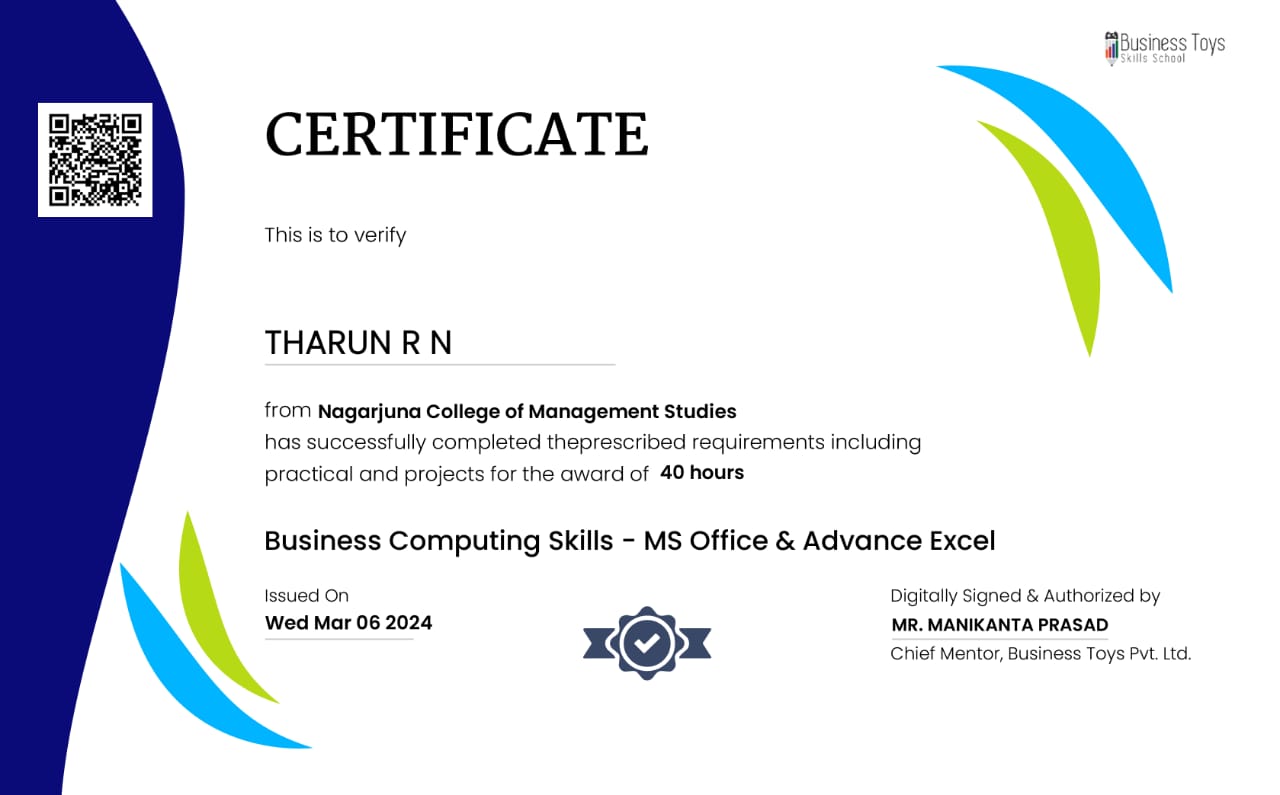 Business Toys
Skills School
CERTIFICATE
This is to verify
THARUN R N
from Nagarjuna College of Management Studies
has successfully completed theprescribed requirements including
practical and projects for the award of 40 hours
Business Computing Skills - MS Office & Advance Excel
Issued On
Wed Mar 06 2024
Digitally Signed & Authorized by
MR. MANIKANTA PRASAD
Chief Mentor, Business Toys Pvt. Ltd.